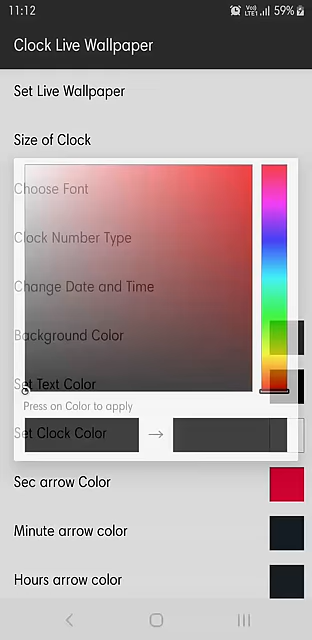 11:12
Vo))
LTE1
59%
Clock Live Wallpaper
Set Live Wallpaper
Size of Clock
Choose Font
Clock Number Type
Change Date and Time
Background Color
Set Text Color
Press on Color to apply
Set Clock Color
Sec arrow Color
Minute arrow color
Hours arrow color